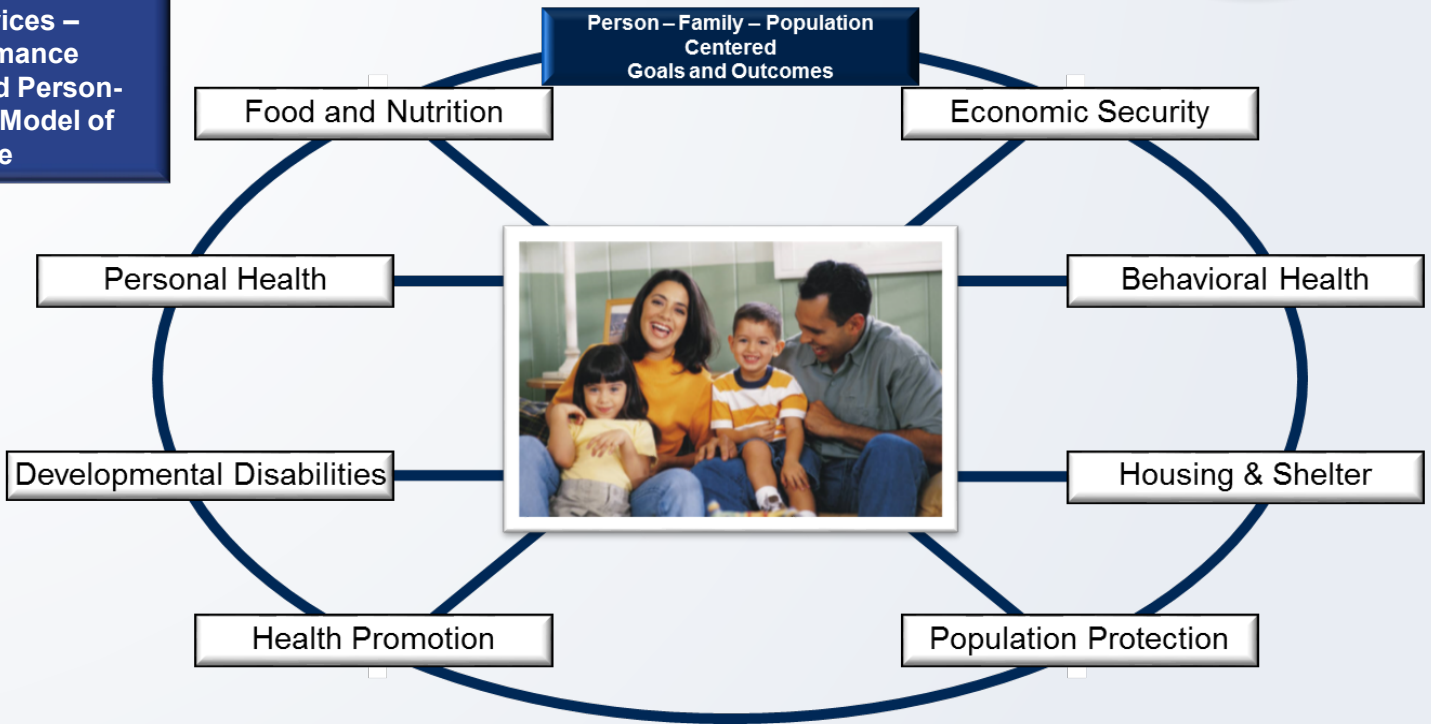 vices –
mance
d Person-
Model of
e
Person – Family – Population
Centered
Goals and Outcomes
Food and Nutrition
Economic Security
Personal Health
Behavioral Health
Developmental Disabilities
Housing & Shelter
Health Promotion
Population Protection